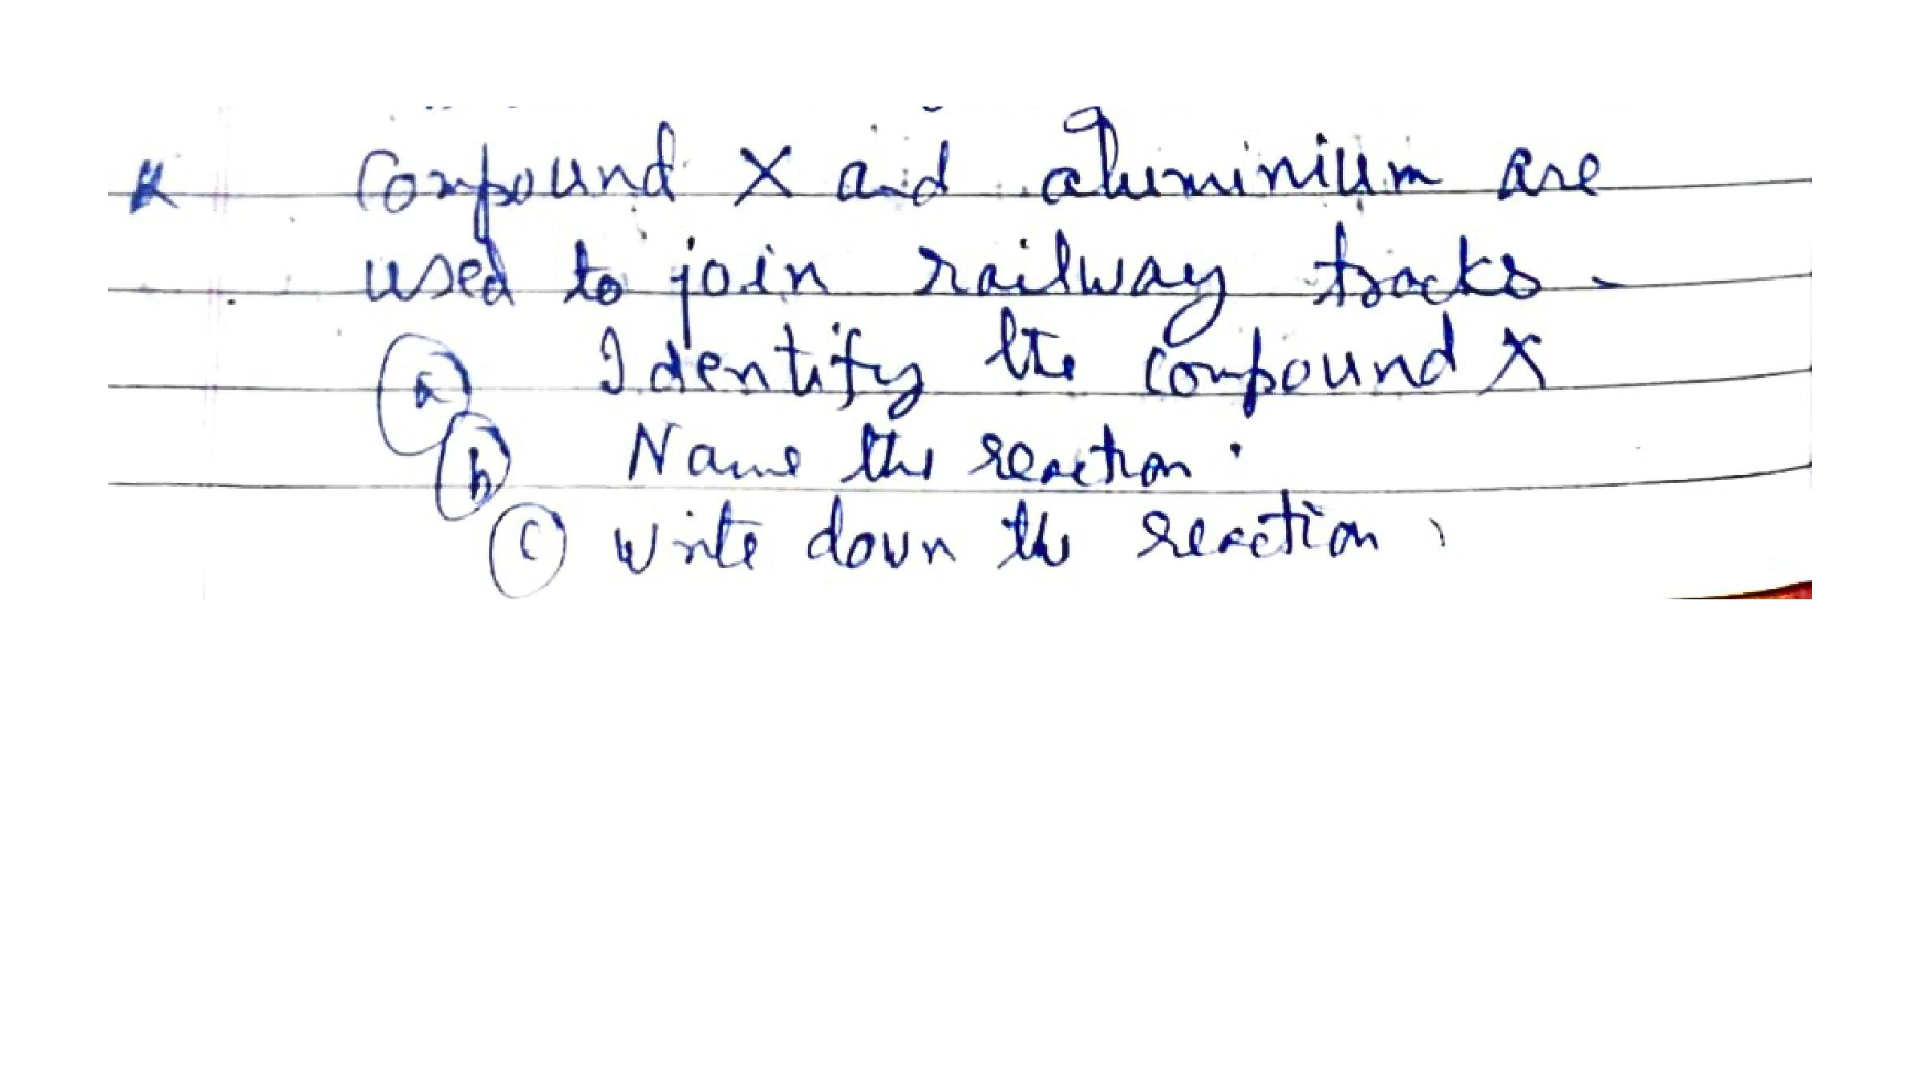 Compound X and aluminium are
used to join railway tracks.
(a) Identify the compound X
(b) Name the reaction.
(c) Write down the reaction.